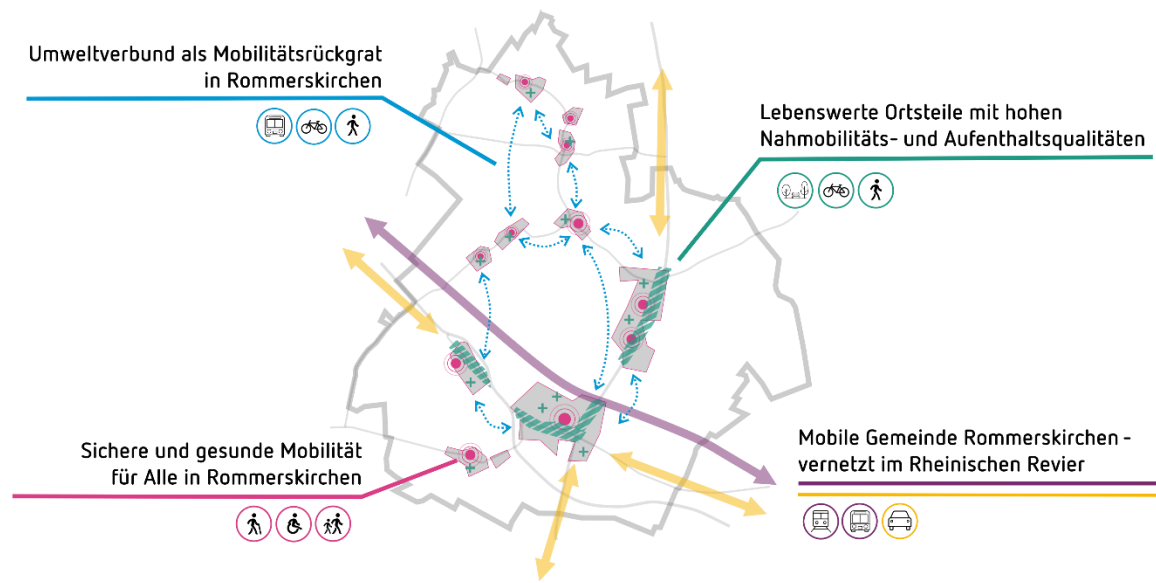 Umweltverbund als Mobilitätsrückgrat
in Rommerskirchen
Lebenswerte Ortsteile mit hohen
Nahmobilitäts- und Aufenthaltsqualitäten
Sichere und gesunde Mobilität
für Alle in Rommerskirchen
Mobile Gemeinde Rommerskirchen -
vernetzt im Rheinischen Revier